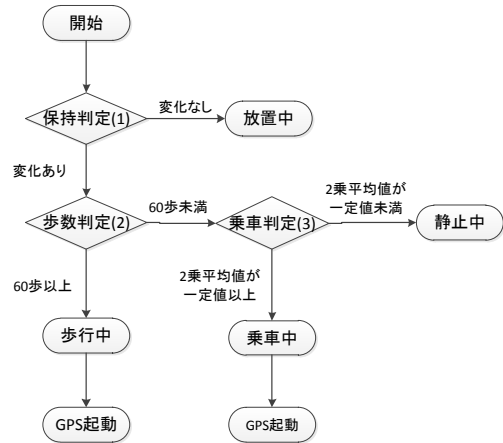 開始
保持判定(1)
変化なし
放置中
変化あり
歩数判定(2)
60歩未満
乗車判定(3)
2乗平均値が
一定値未満
静止中
60歩以上
2乗平均値が
一定値以上
歩行中
乗車中
GPS起動
GPS起動